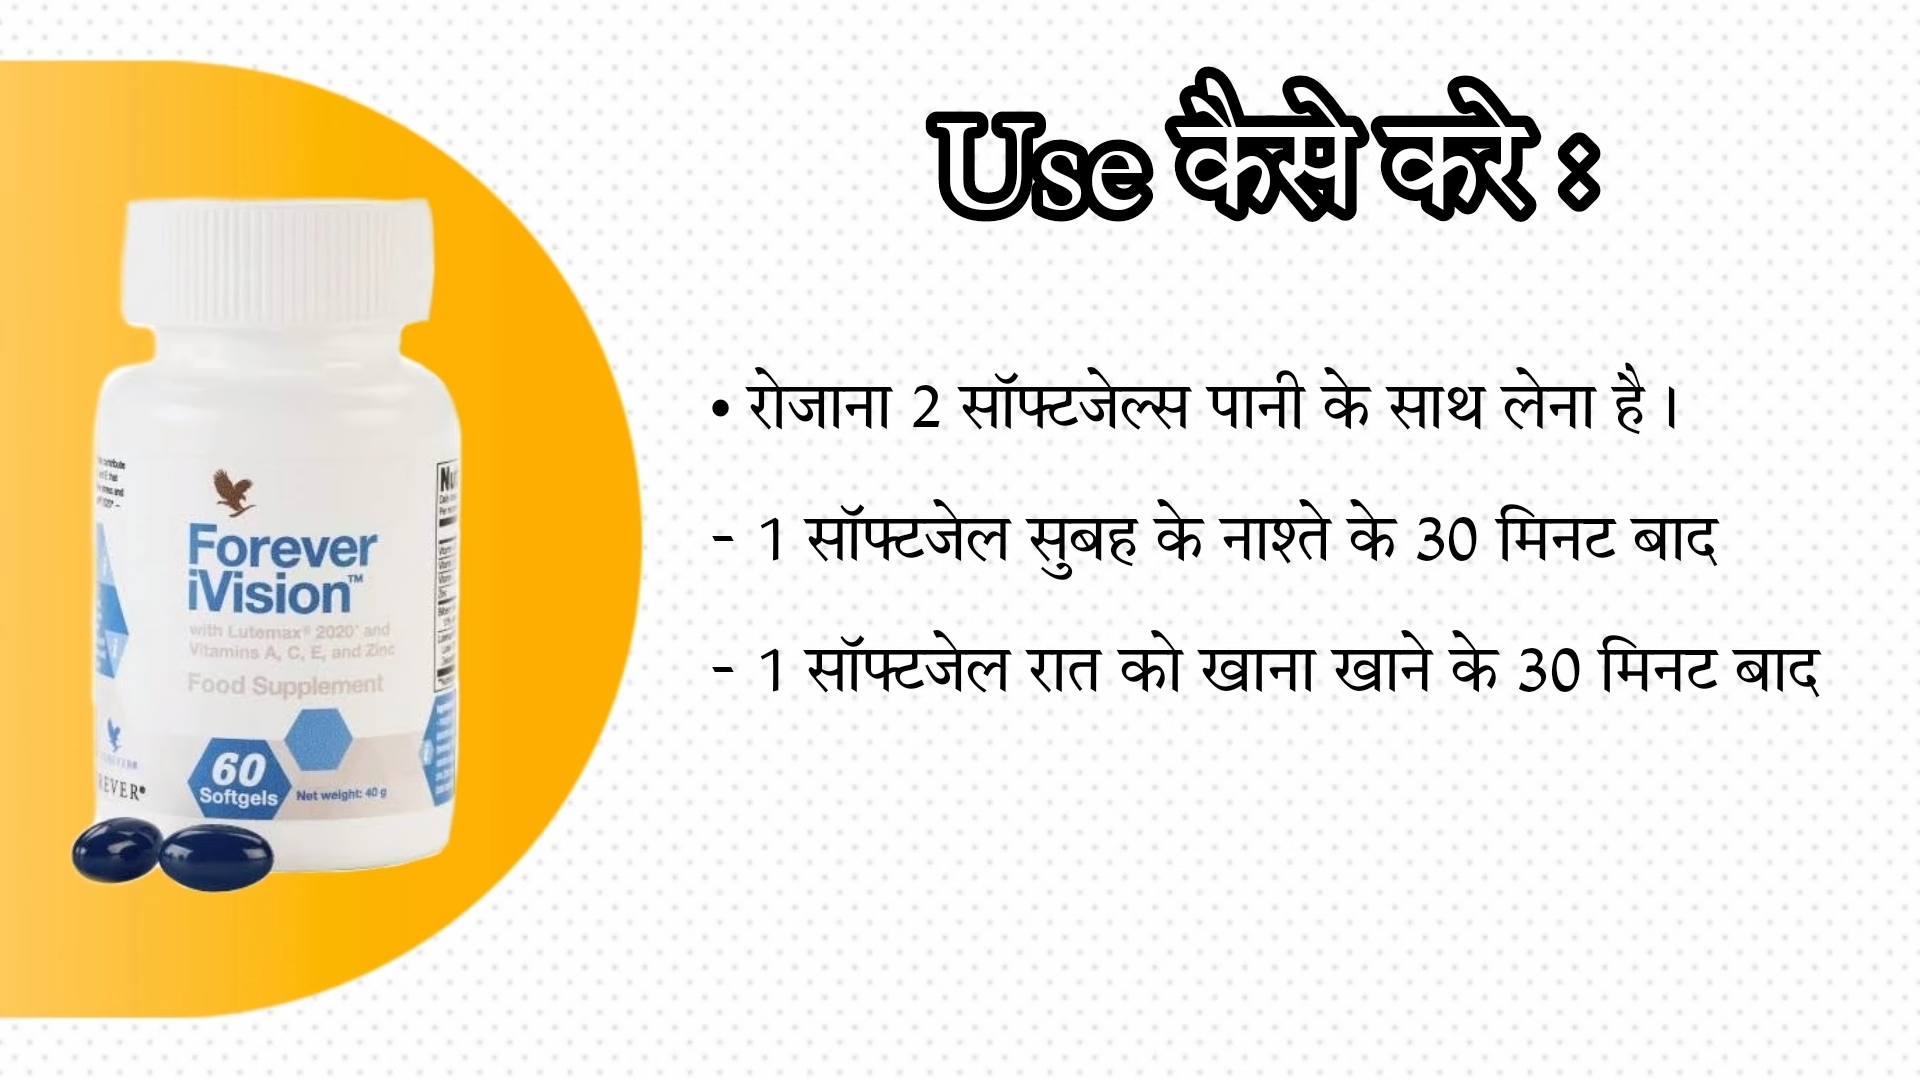 Use कैसे करे :
• रोजाना 2 सॉफ्टजेल्स पानी के साथ लेना है ।
- 1 सॉफ्टजेल सुबह के नाश्ते के 30 मिनट बाद
- 1 सॉफ्टजेल रात को खाना खाने के 30 मिनट बाद
Forever
iVision™
with Lutemax® 2020* and
Vitamins A, C, E, and Zinc
Food Supplement
60
Softgels
Net weight: 40 g